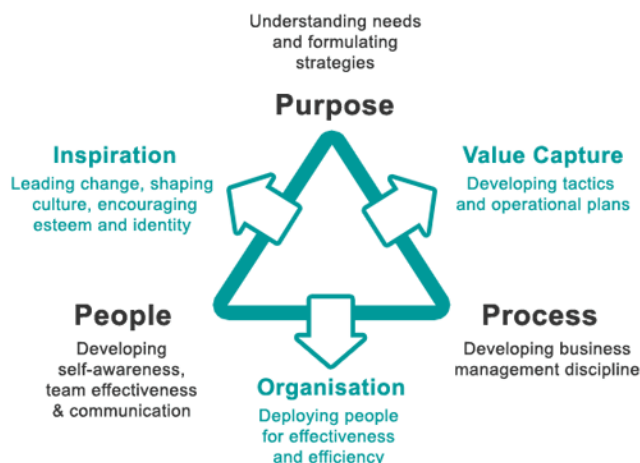 Understanding needs
and formulating
strategies
Purpose
Inspiration
Leading change, shaping
culture, encouraging
esteem and identity
Value Capture
Developing tactics
and operational plans
People
Developing
self-awareness,
team effectiveness
& communication
Process
Developing business
management discipline
Organisation
Deploying people
for effectiveness
and efficiency